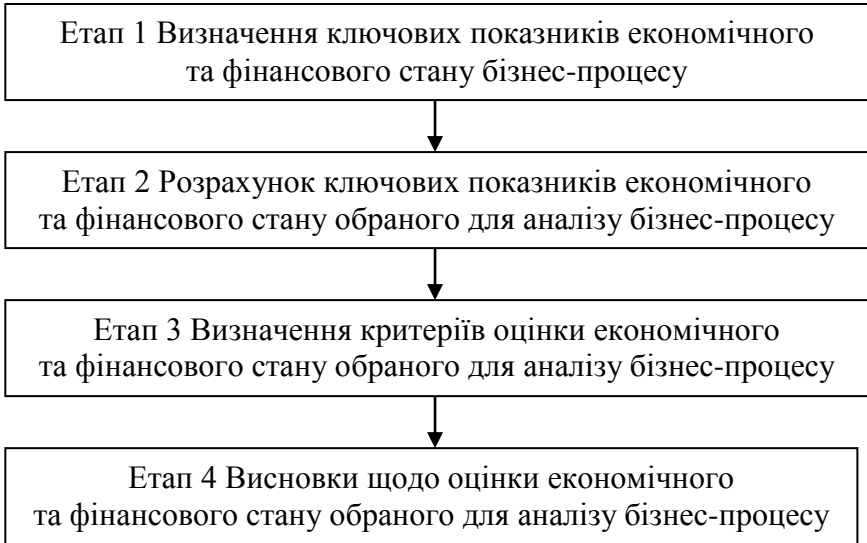 Етап 1 Визначення ключових показників економічного
та фінансового стану бізнес-процесу
Етап 2 Розрахунок ключових показників економічного
та фінансового стану обраного для аналізу бізнес-процесу
Етап 3 Визначення критеріїв оцінки економічного
та фінансового стану обраного для аналізу бізнес-процесу
Етап 4 Висновки щодо оцінки економічного
та фінансового стану обраного для аналізу бізнес-процесу